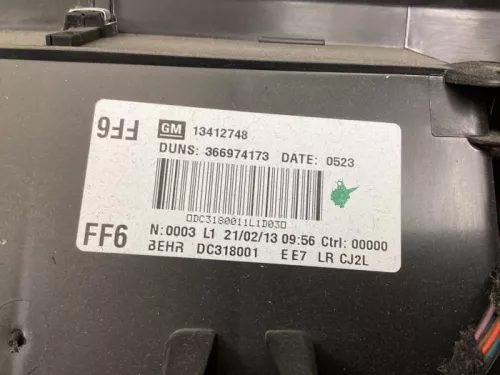 FF6
GM 13412748
DUNS: 366974173 DATE: 0523
0DC3180011L1D030
FF6
N:0003 L1 21/02/13 09:56 Ctrl: 00000
BEHR DC318001 EE7 LR CJ2L